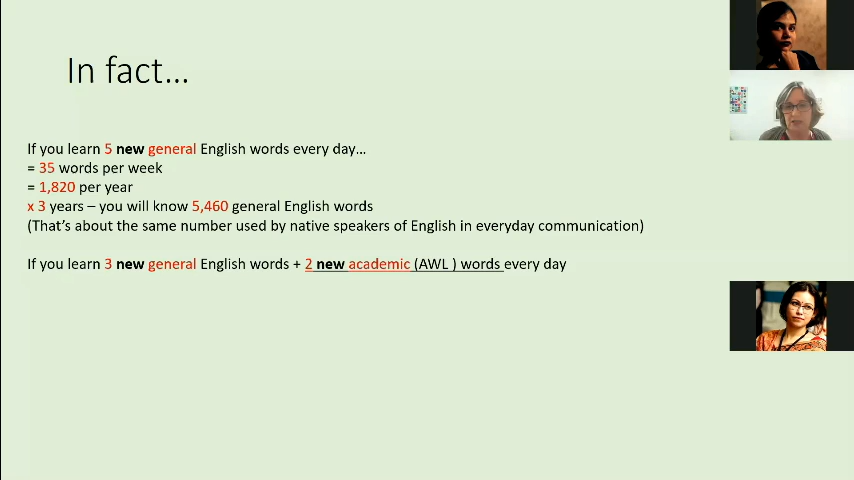 In fact...
If you learn 5 new general English words every day...
= 35 words per week
= 1,820 per year
x 3 years – you will know 5,460 general English words
(That's about the same number used by native speakers of English in everyday communication)
If you learn 3 new general English words + 2 new academic (AWL ) words every day